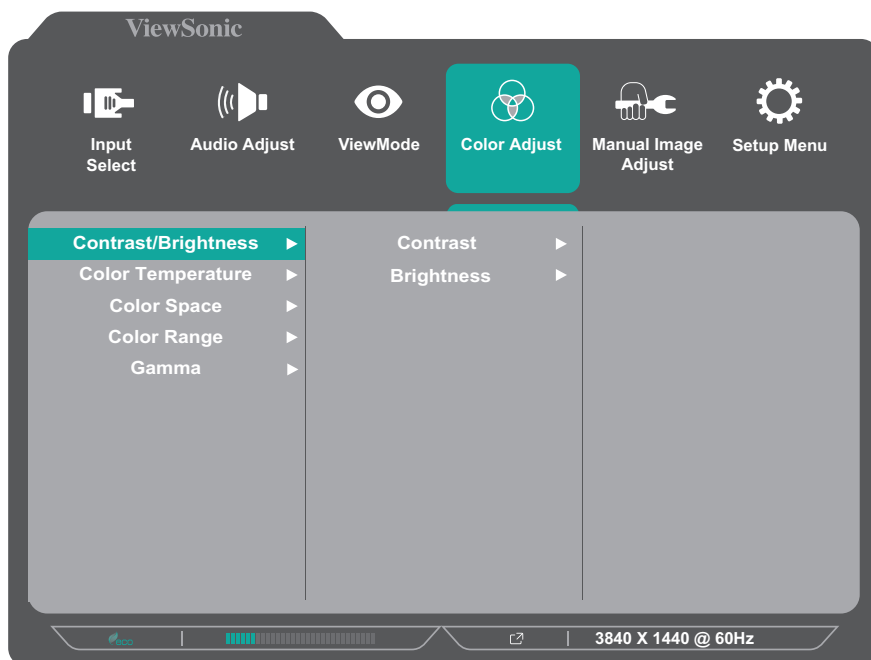 ViewSonic
Input
Select
Audio Adjust
ViewMode
Color Adjust
Manual Image
Adjust
Setup Menu
Contrast/Brightness
Color Temperature
Color Space
Color Range
Gamma
Contrast
Brightness
eco
3840 X 1440 @ 60Hz